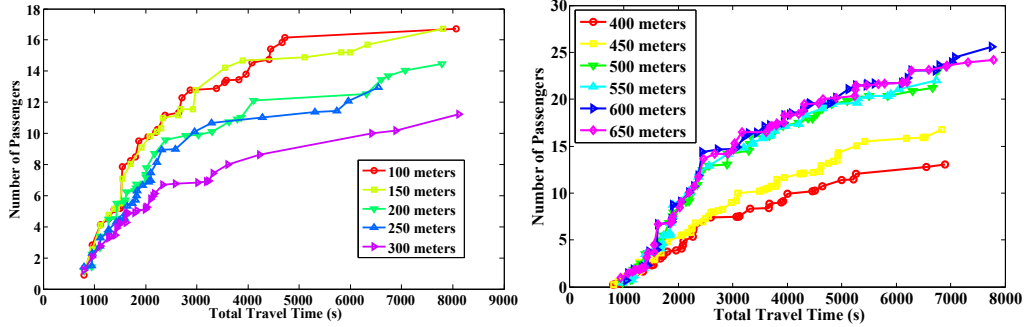 18
16
14
12
10
8
6
4
2
0
Number of Passengers
0 1000 2000 3000 4000 5000 6000 7000 8000 9000
Total Travel Time (s)
100 meters
150 meters
200 meters
250 meters
300 meters
30
25
20
15
10
5
0
Number of Passengers
0 1000 2000 3000 4000 5000 6000 7000 8000
Total Travel Time (s)
400 meters
450 meters
500 meters
550 meters
600 meters
650 meters